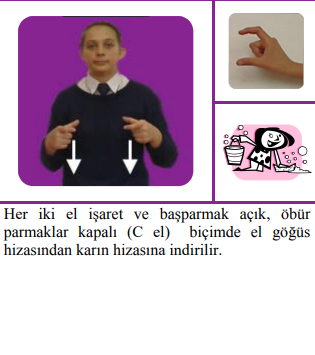 Her iki el işaret ve başparmak açık, öbür
parmaklar kapalı (C el) biçimde el göğüs
hizasından karın hizasına indirilir.